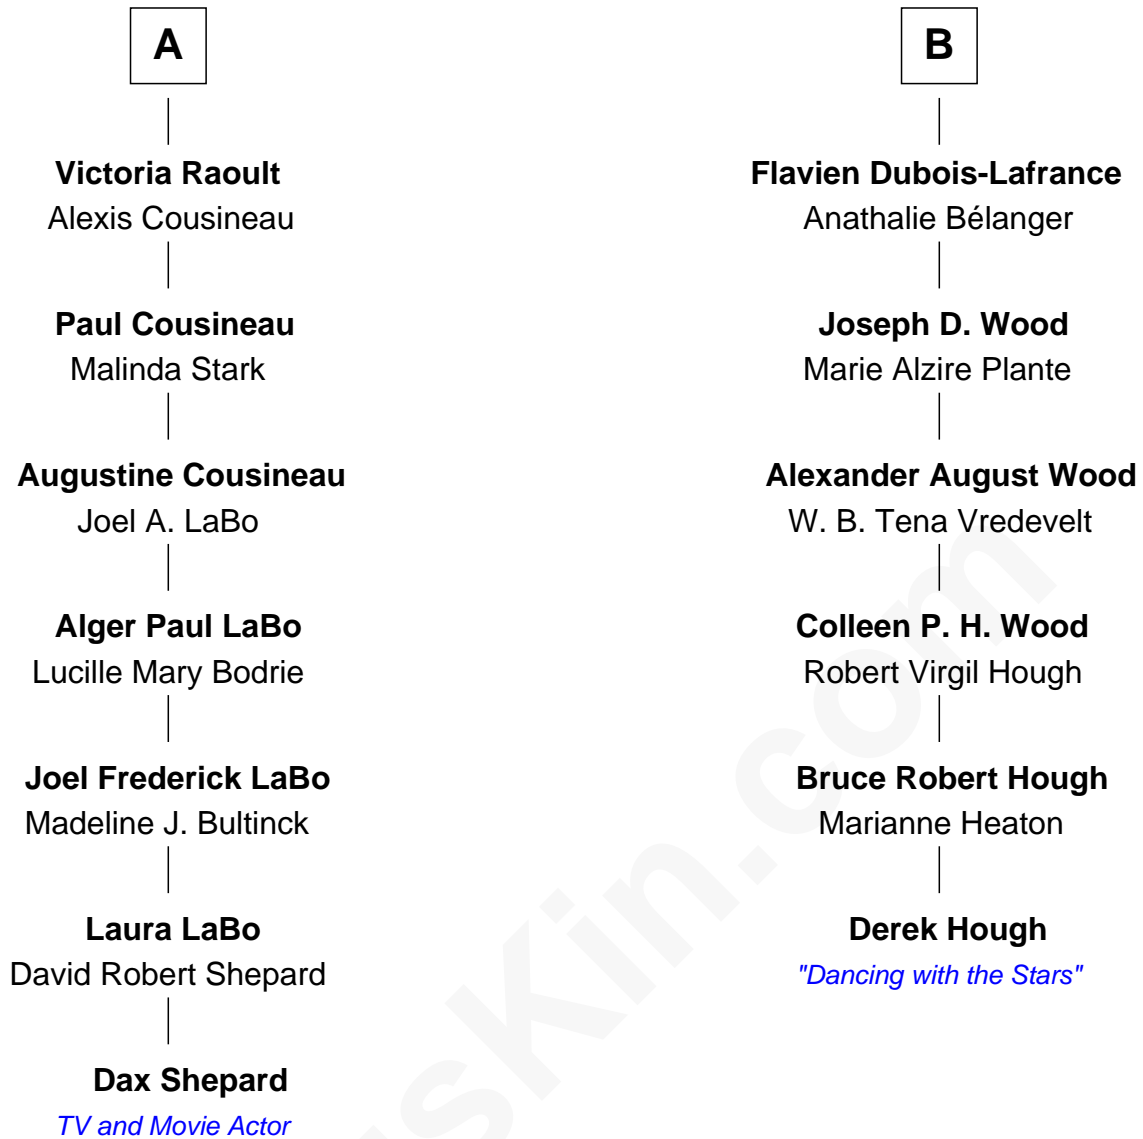 A
Victoria Raoult
Alexis Cousineau
Paul Cousineau
Malinda Stark
Augustine Cousineau
Joel A. LaBo
Alger Paul LaBo
Lucille Mary Bodrie
Joel Frederick LaBo
Madeline J. Bultinck
Laura LaBo
David Robert Shepard
Dax Shepard
TV and Movie Actor
B
Flavien Dubois-Lafrance
Anathalie Bélanger
Joseph D. Wood
Marie Alzire Plante
Alexander August Wood
W. B. Tena Vredevelt
Colleen P. H. Wood
Robert Virgil Hough
Bruce Robert Hough
Marianne Heaton
Derek Hough
"Dancing with the Stars"